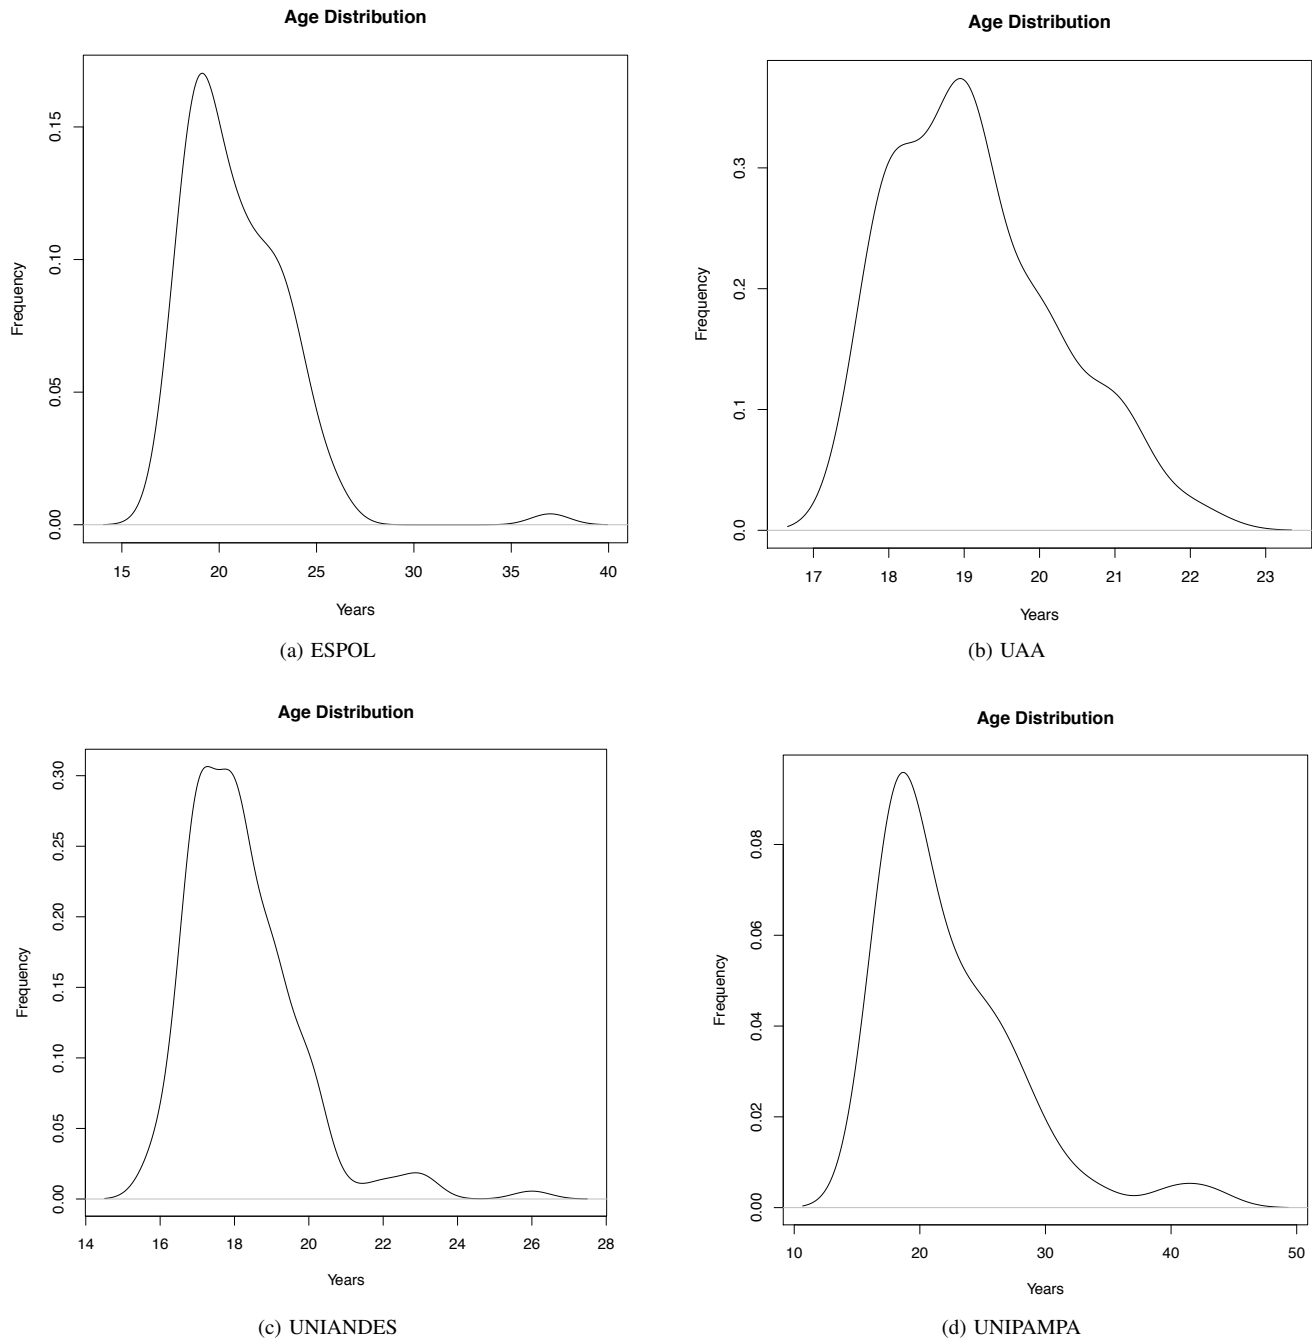 Age Distribution
Frequency
0.00 0.05 0.10 0.15
15 20 25 30 35 40
Years
(a) ESPOL
Age Distribution
Frequency
0.0 0.1 0.2 0.3
17 18 19 20 21 22 23
Years
(b) UAA
Age Distribution
Frequency
0.00 0.05 0.10 0.15 0.20 0.25 0.30
14 16 18 20 22 24 26 28
Years
(c) UNIANDES
Age Distribution
Frequency
0.00 0.02 0.04 0.06 0.08
10 20 30 40 50
Years
(d) UNIPAMPA